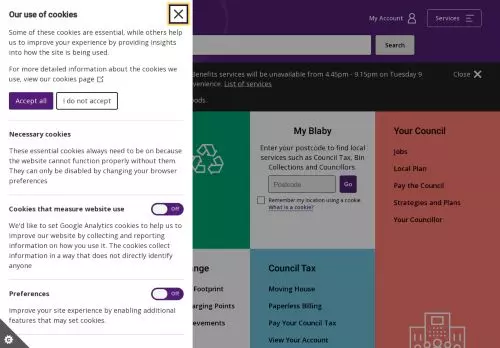 Our use of cookies
Some of these cookies are essential, while others help
us to improve your experience by providing insights
into how the site is being used.
For more detailed information about the cookies we
use, view our cookies page
Accept all
I do not accept
Necessary cookies
These essential cookies always need to be on because
the website cannot function properly without them.
They can only be disabled by changing your browser
preferences
Cookies that measure website use
Off
We'd like to set Google Analytics cookies to help us to
improve our website by collecting and reporting
information on how you use it. The cookies collect
information in a way that does not directly identify
anyone
Preferences
Off
Improve your site experience by enabling additional
features that may set cookies.
My Account
Services
Search
Benefits services will be unavailable from 4.45pm - 9.15pm on Tuesday 9
venience. List of services
Close
ods.
My Blaby
Enter your postcode to find local
services such as Council Tax, Bin
Collections and Councillors
Postcode
Go
Remember my location using a cookie.
What is a cookie?
Your Council
Jobs
Local Plan
Pay the Council
Strategies and Plans
Your Councillor
nge
Footprint
arging Points
ievements
Council Tax
Moving House
Paperless Billing
Pay Your Council Tax
View Your Account